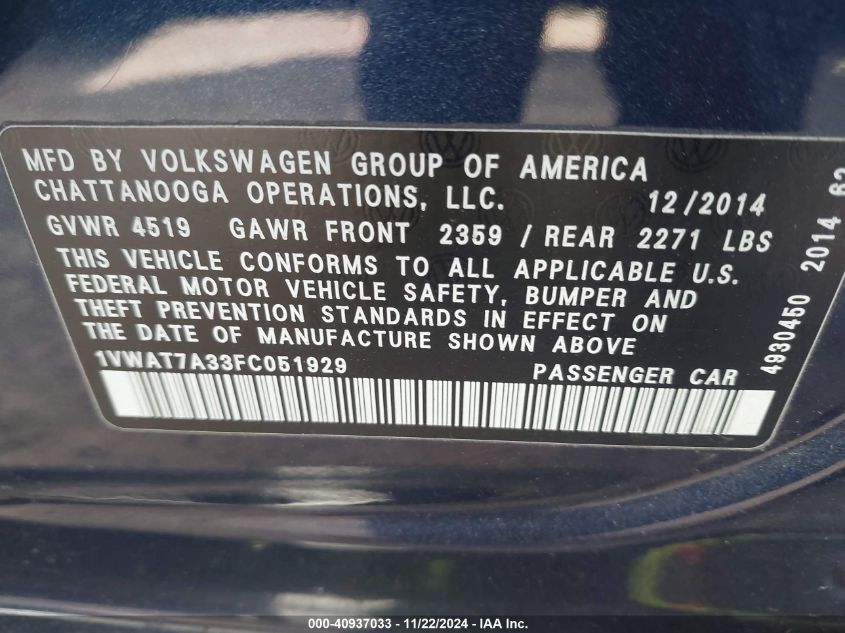 MFD BY VOLKSWAGEN GROUP OF AMERICA
CHATTANOOGA OPERATIONS, LLC. 12/2014
GVWR 4519 GAWR FRONT 2359 / REAR 2271 LBS
THIS VEHICLE CONFORMS TO ALL APPLICABLE U.S.
FEDERAL MOTOR VEHICLE SAFETY, BUMPER AND
THEFT PREVENTION STANDARDS IN EFFECT ON
THE DATE OF MANUFACTURE SHOWN ABOVE
1VWAT7A33FC051929 PASSENGER CAR
4930450 2014
000-40937033 - 11/22/2024 - IAA Inc.